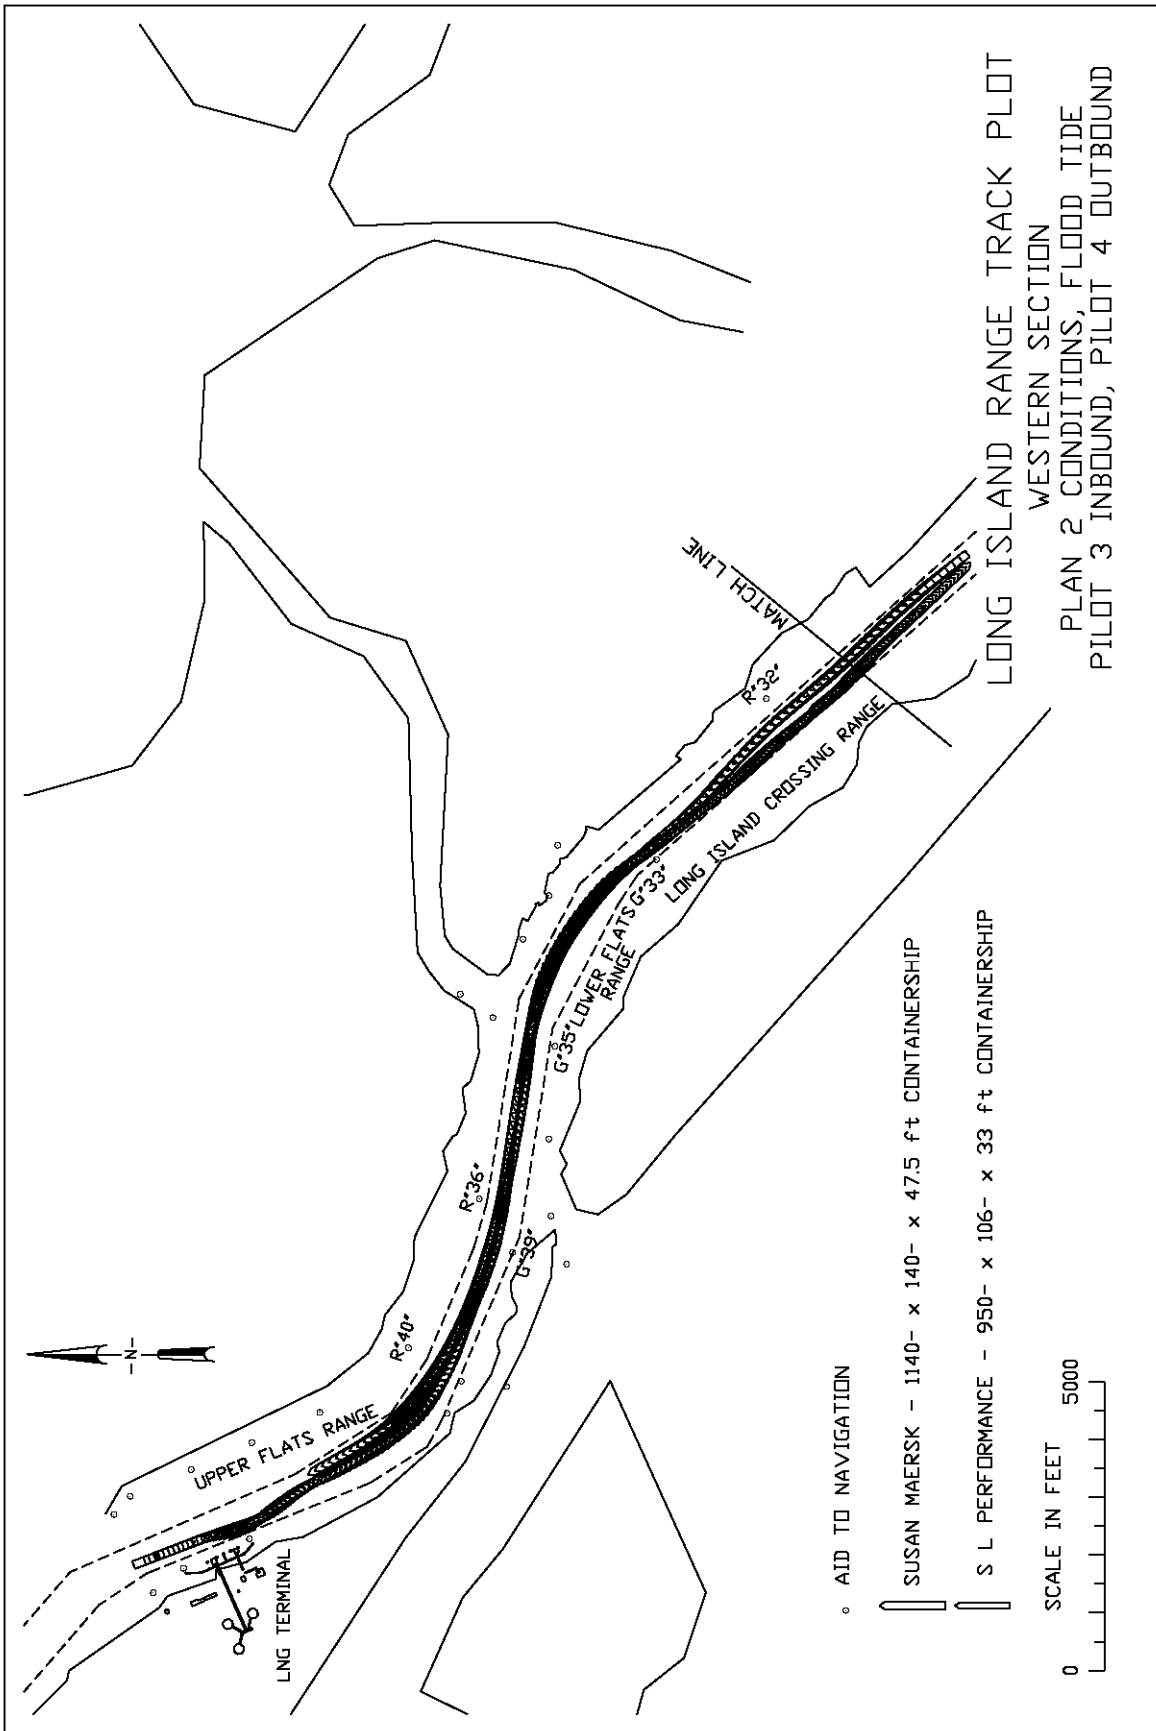 LONG ISLAND RANGE TRACK PLOT
WESTERN SECTION
PLAN 2 CONDITIONS, FLOOD TIDE
PILOT 3 INBOUND, PILOT 4 OUTBOUND
MATCH LINE
R"32"
LONG ISLAND CROSSING RANGE
G"33"
LOWER FLATS
RANGE
G"35"
R"36"
G"39"
R"40"
-N-
UPPER FLATS RANGE
LNG TERMINAL
AID TO NAVIGATION
SUSAN MAERSK - 1140- x 140- x 47.5 ft CONTAINERSHIP
S L PERFORMANCE - 950- x 106- x 33 ft CONTAINERSHIP
SCALE IN FEET
0 5000